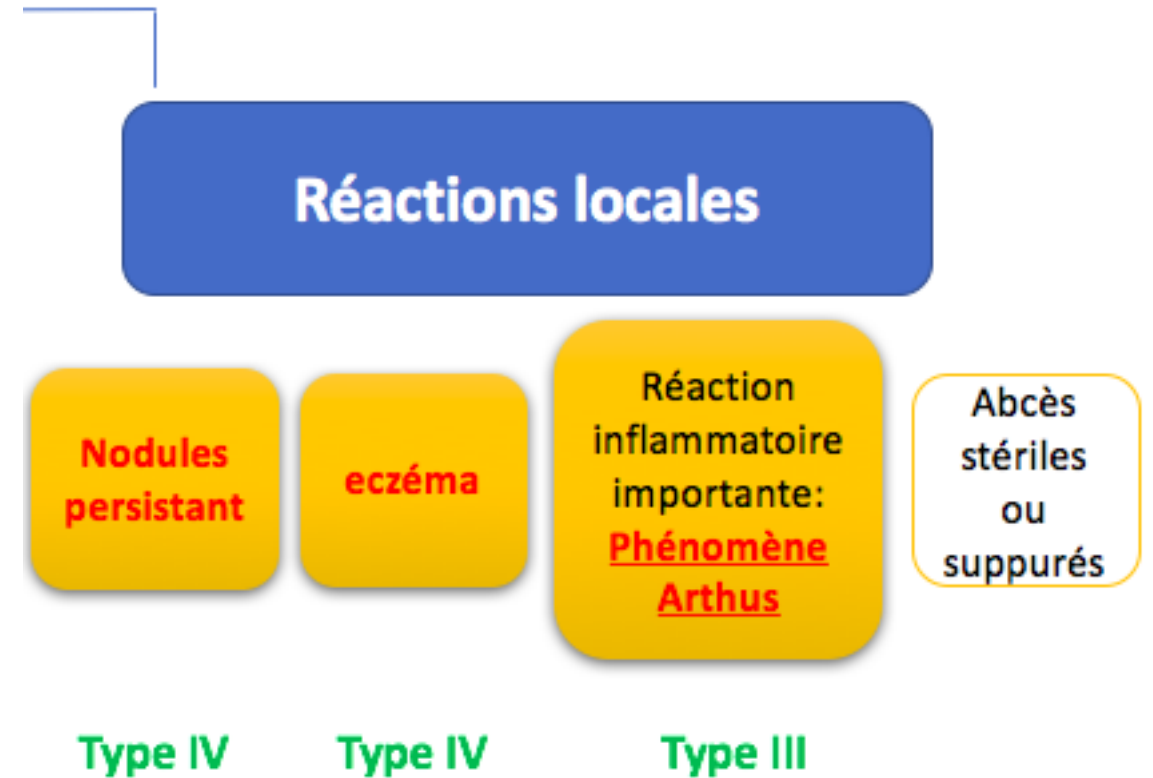 Réactions locales
Nodules
persistant
eczéma
Réaction
inflammatoire
importante:
Phénomène
Arthus
Abcès
stériles
ou
suppurés
Type IV
Type IV
Type III